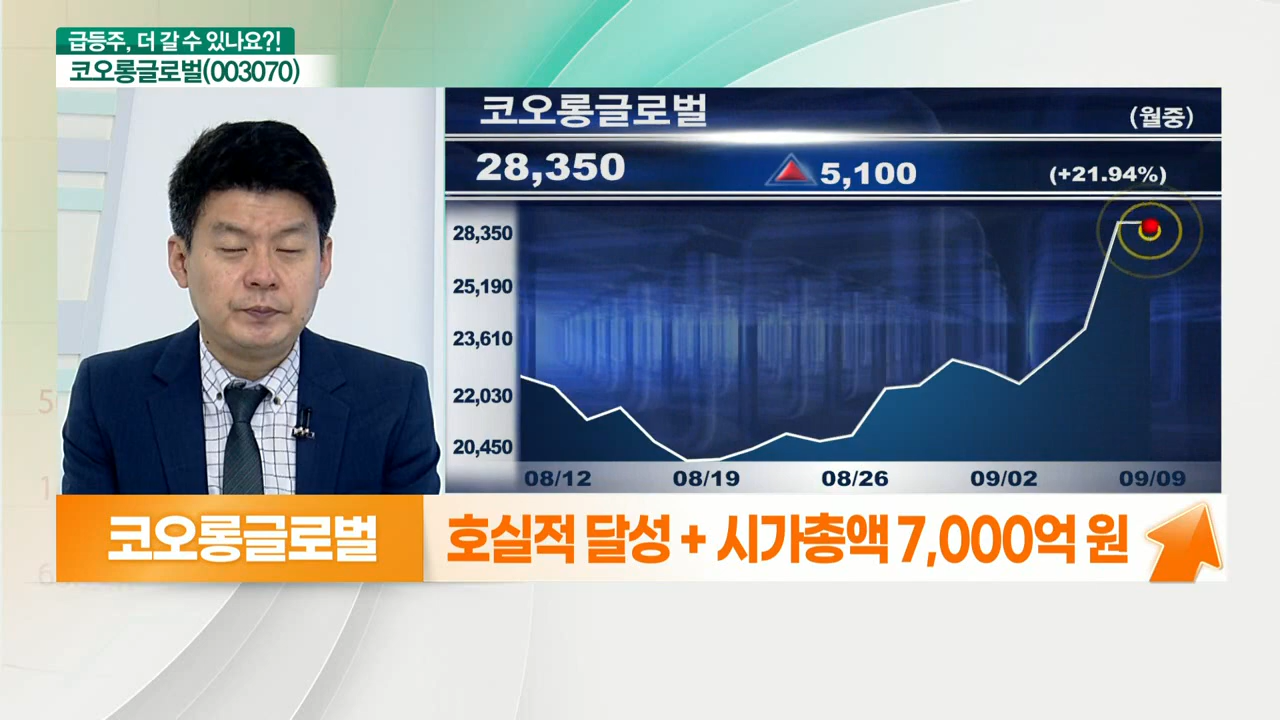 급등주, 더 갈 수 있나요?!
코오롱글로벌(003070)
코오롱글로벌 (월중)
28,350 5,100 (+21.94%)
28,350
25,190
23,610
22,030
20,450
08/12 08/19 08/26 09/02 09/09
코오롱글로벌
호실적 달성 + 시가총액 7,000억 원